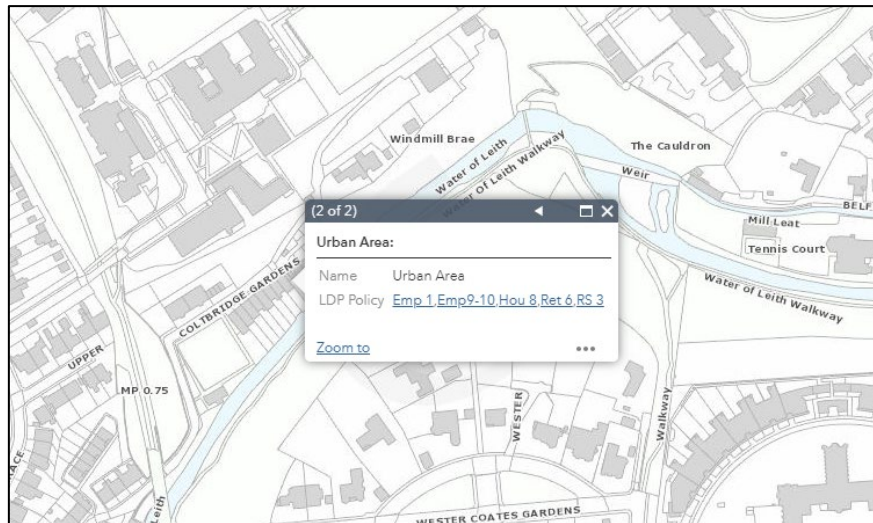 Windmill Brae
Water of Leith
Water of Leith Walkway
The Cauldron
Weir
BELF
Mill Leat
Tennis Court
Water of Leith Walkway
(2 of 2)
Urban Area:
Name Urban Area
LDP Policy Emp 1,Emp9-10,Hou 8,Ret 6,RS 3
Zoom to
COLTBRIDGE GARDENS
UPPER
MP 0.75
RACE
Leith
WESTER
Walkway
WESTER COATES GARDENS